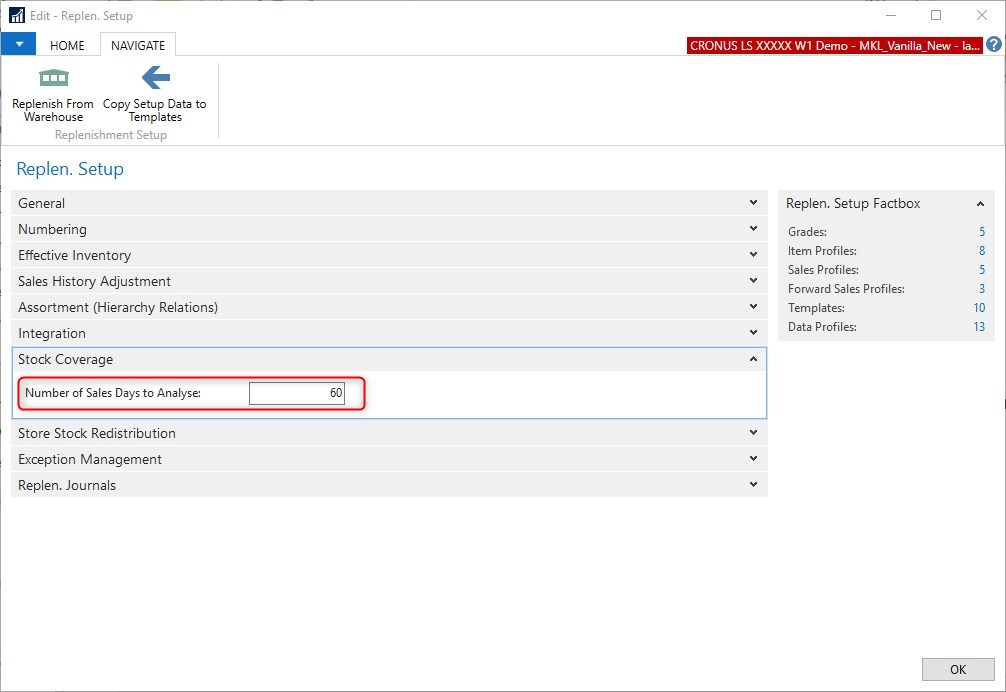 Edit - Replen. Setup
HOME
NAVIGATE
CRONUS LS XXXXX W1 Demo - MKL_Vanilla_New - la...
?
Replenish From
Warehouse
Copy Setup Data to
Templates
Replenishment Setup
Replen. Setup
General
Numbering
Effective Inventory
Sales History Adjustment
Assortment (Hierarchy Relations)
Integration
Stock Coverage
Number of Sales Days to Analyse: 60
Store Stock Redistribution
Exception Management
Replen. Journals
Replen. Setup Factbox
Grades: 5
Item Profiles: 8
Sales Profiles: 5
Forward Sales Profiles: 3
Templates: 10
Data Profiles: 13
OK